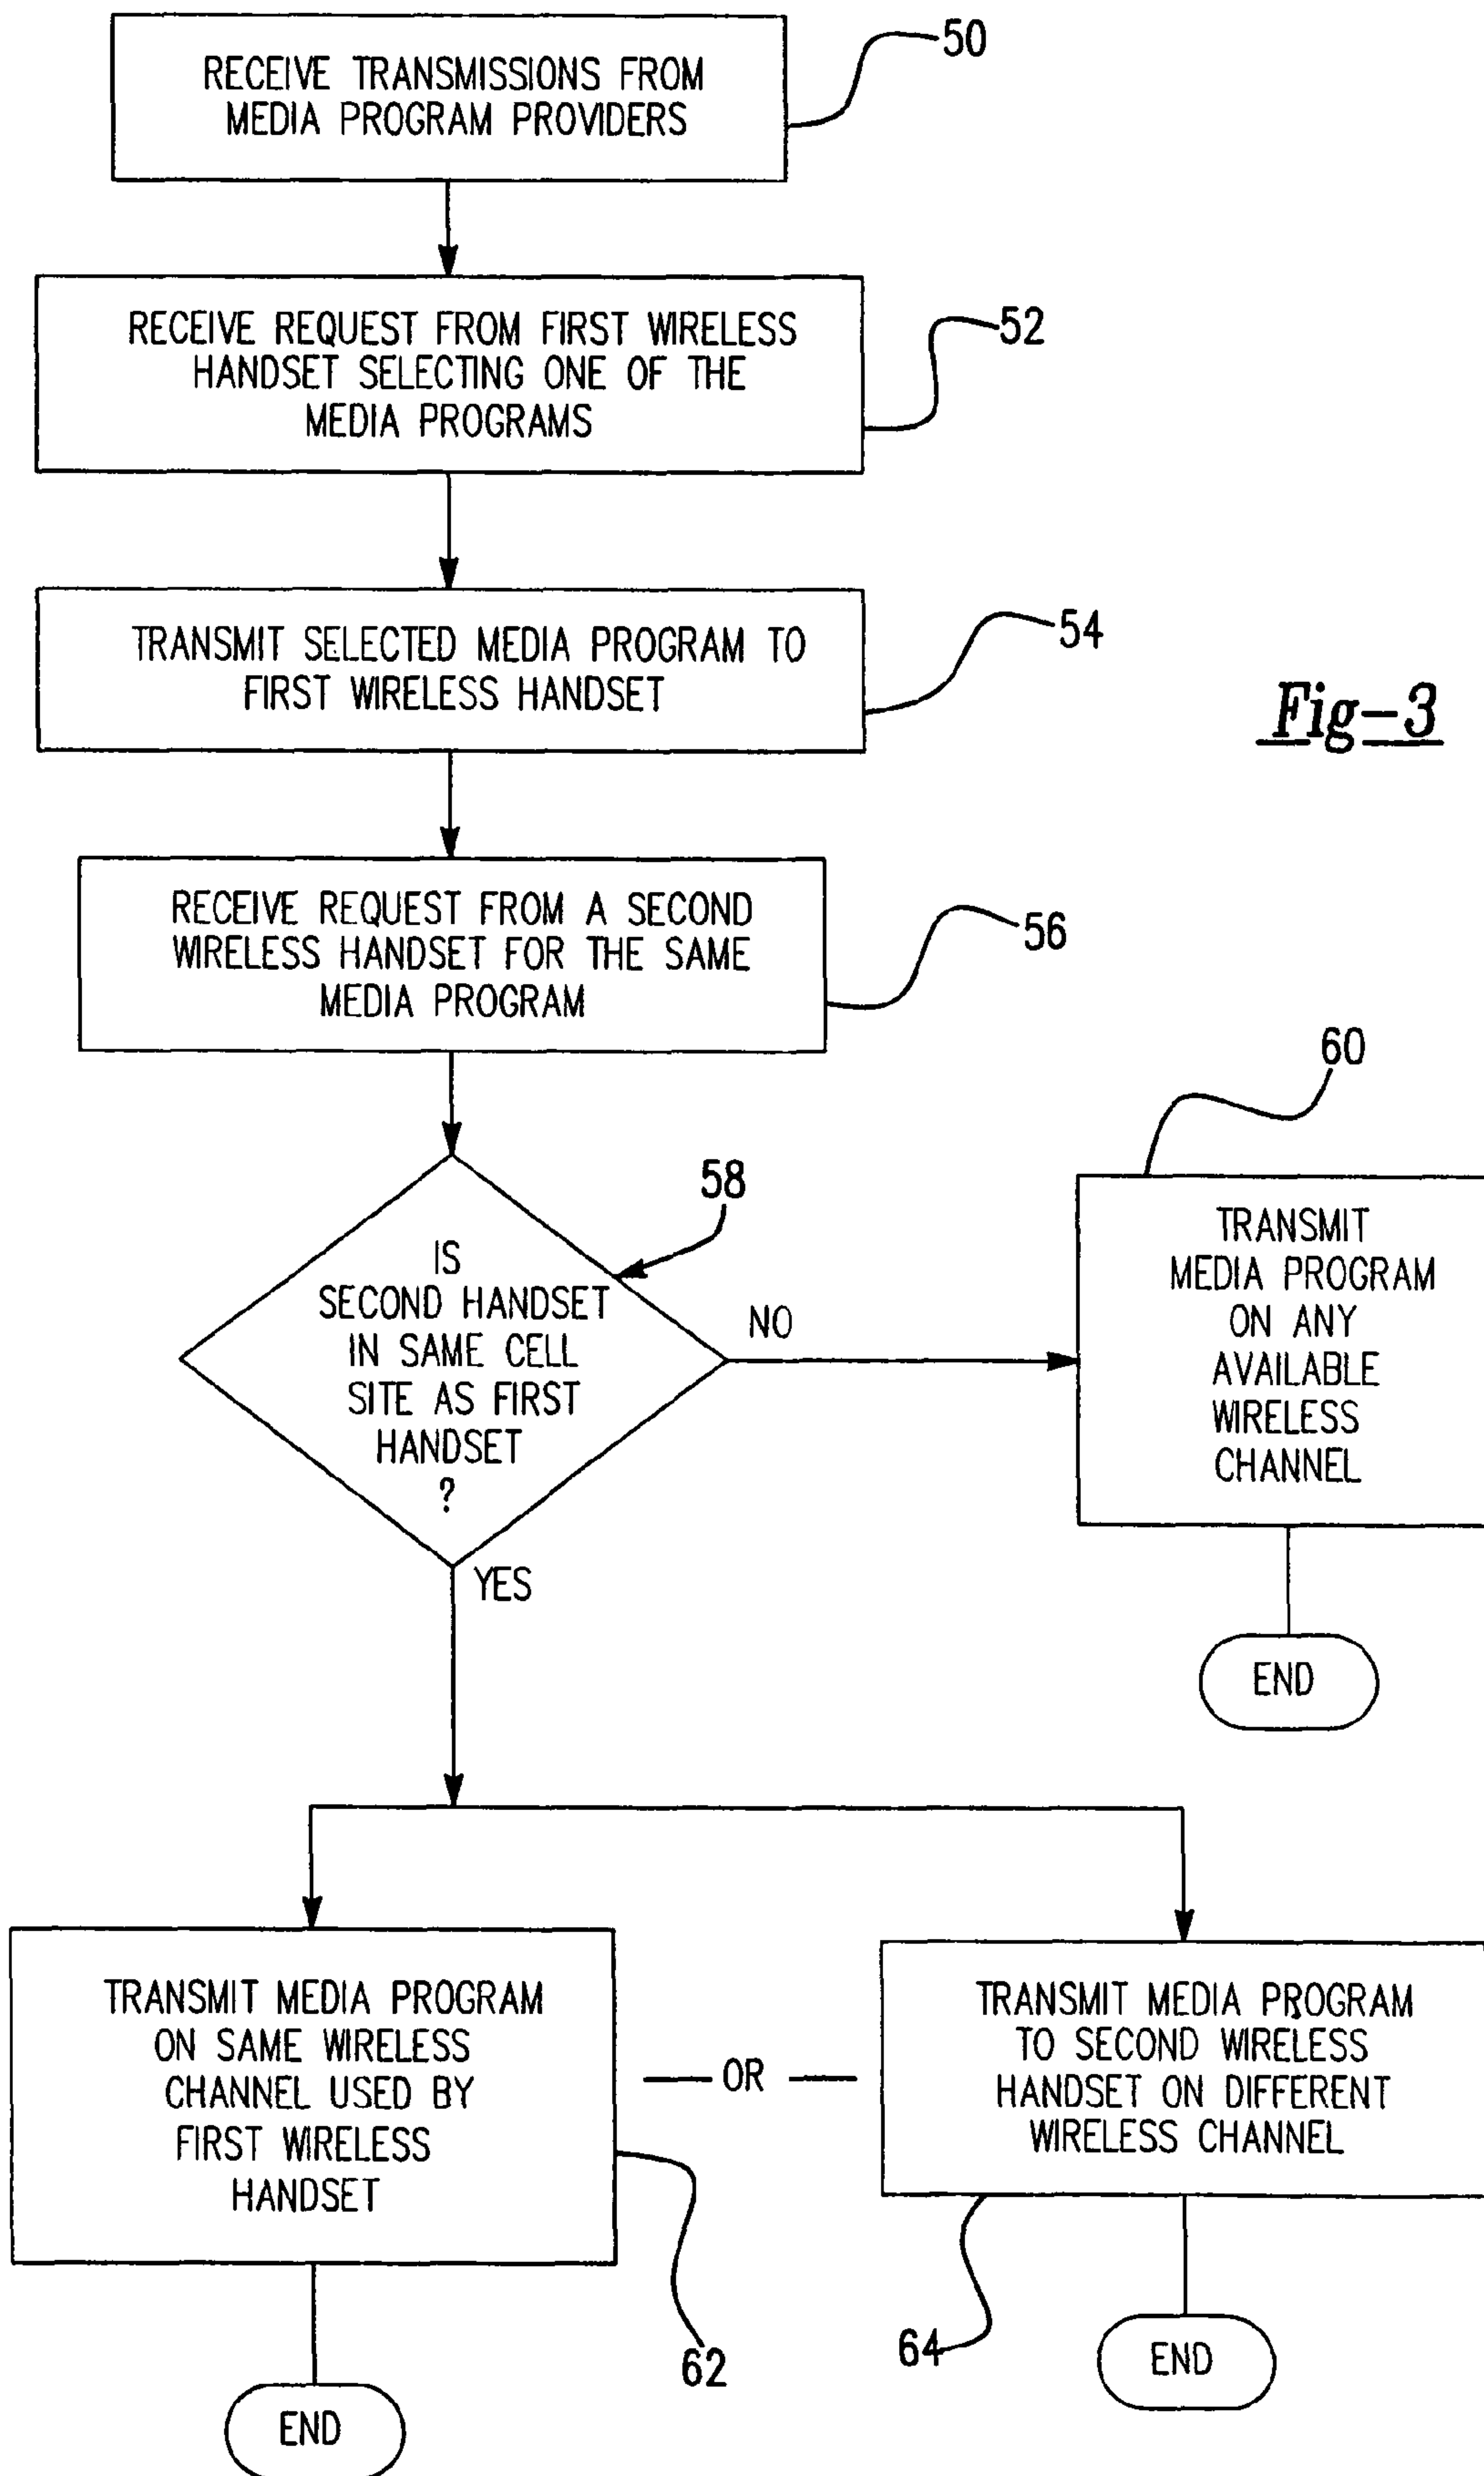 50
RECEIVE TRANSMISSIONS FROM
MEDIA PROGRAM PROVIDERS
52
RECEIVE REQUEST FROM FIRST WIRELESS
HANDSET SELECTING ONE OF THE
MEDIA PROGRAMS
54
TRANSMIT SELECTED MEDIA PROGRAM TO
FIRST WIRELESS HANDSET
Fig-3
56
RECEIVE REQUEST FROM A SECOND
WIRELESS HANDSET FOR THE SAME
MEDIA PROGRAM
58
IS
SECOND HANDSET
IN SAME CELL
SITE AS FIRST
HANDSET
?
NO
YES
60
TRANSMIT
MEDIA PROGRAM
ON ANY
AVAILABLE
WIRELESS
CHANNEL
END
TRANSMIT MEDIA PROGRAM
ON SAME WIRELESS
CHANNEL USED BY
FIRST WIRELESS
HANDSET
62
END
OR
TRANSMIT MEDIA PROGRAM
TO SECOND WIRELESS
HANDSET ON DIFFERENT
WIRELESS CHANNEL
64
END